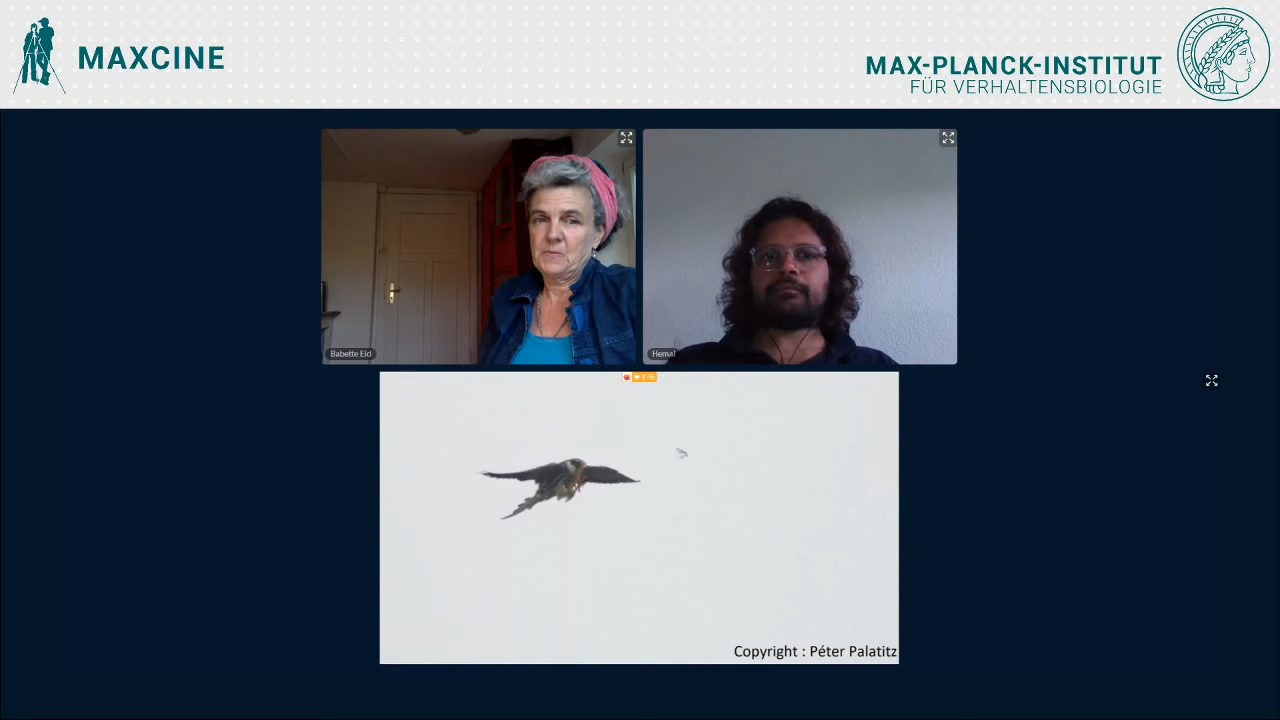 MAXCINE
MAX-PLANCK-INSTITUT
FÜR VERHALTENSBIOLOGIE
Babette Eid
Hemal
Copyright : Péter Palatitz